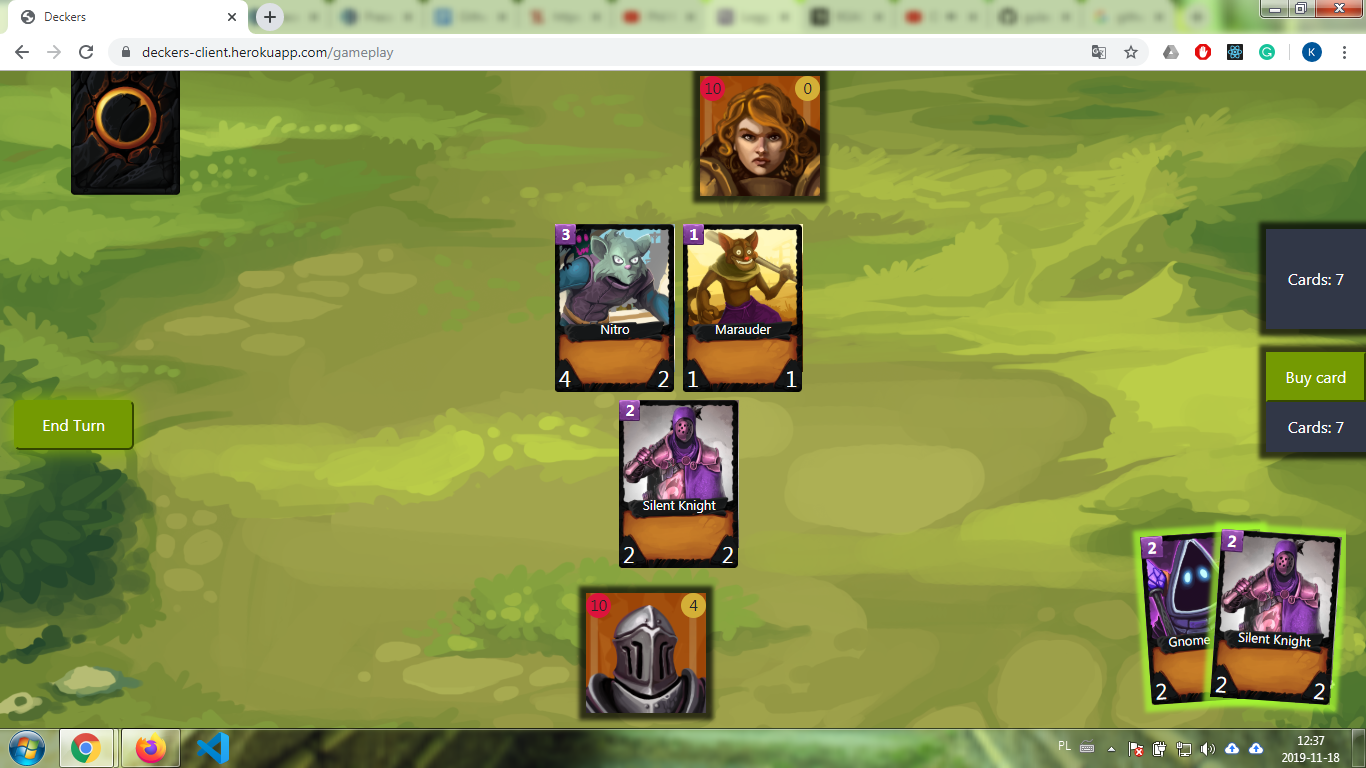 Deckers
deckers-client.herokuapp.com/gameplay
K
10
0
3
Nitro
4
2
1
Marauder
1
1
Cards: 7
Buy card
Cards: 7
End Turn
2
Silent Knight
2
2
10
4
2
Gnome
2
2
Silent Knight
2
2
PL
12:37
2019-11-18